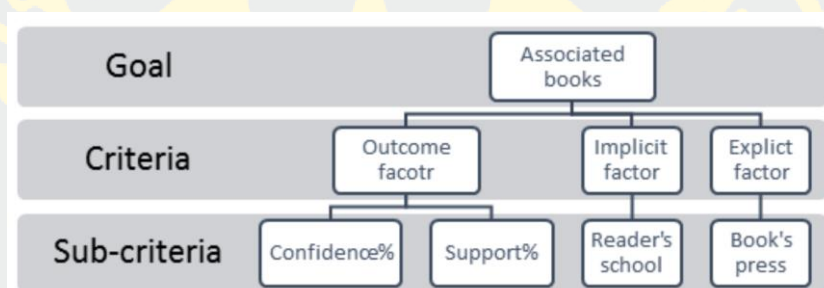 Goal
Associated
books
Criteria
Outcome
facotr
Implicit
factor
Explict
factor
Sub-criteria
Confidence%
Support%
Reader's
school
Book's
press